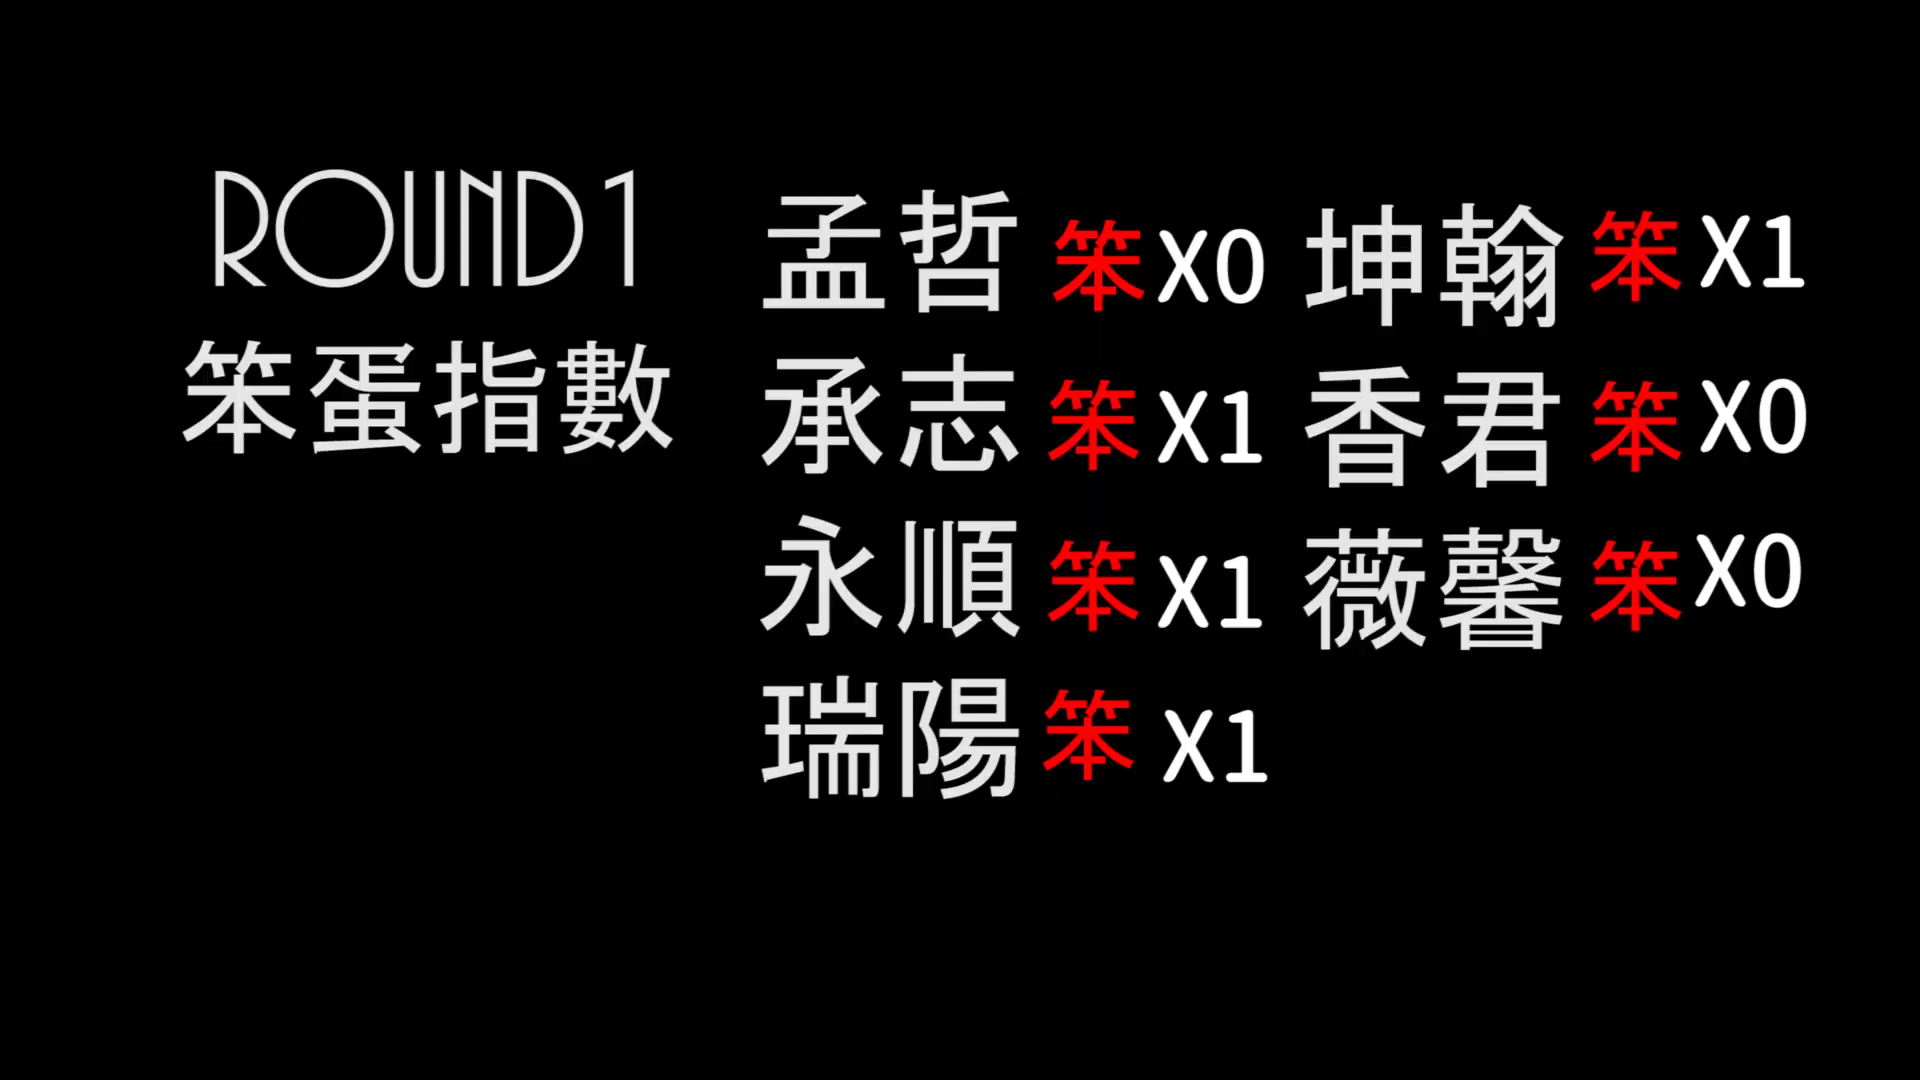 ROUND1
笨蛋指數
孟哲 笨X0 坤翰 笨X1
承志 笨X1 香君 笨X0
永順 笨X1 薇馨 笨X0
瑞陽 笨X1